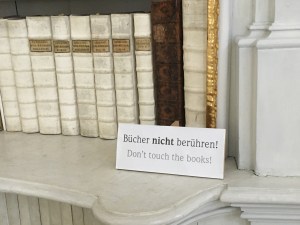 Bücher nicht berühren!
Don't touch the books!